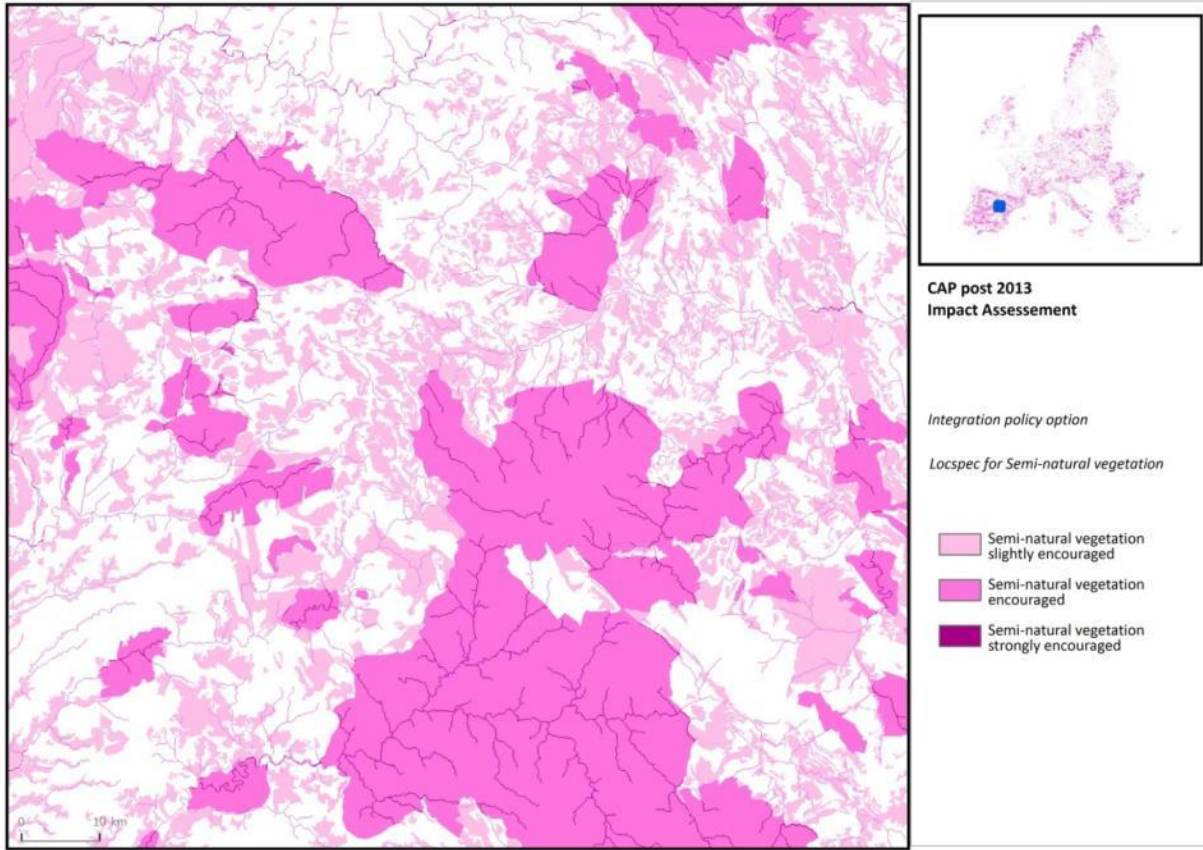 CAP post 2013
Impact Assessement
Integration policy option
Locspec for Semi-natural vegetation
Semi-natural vegetation
slightly encouraged
Semi-natural vegetation
encouraged
Semi-natural vegetation
strongly encouraged
0 10 km